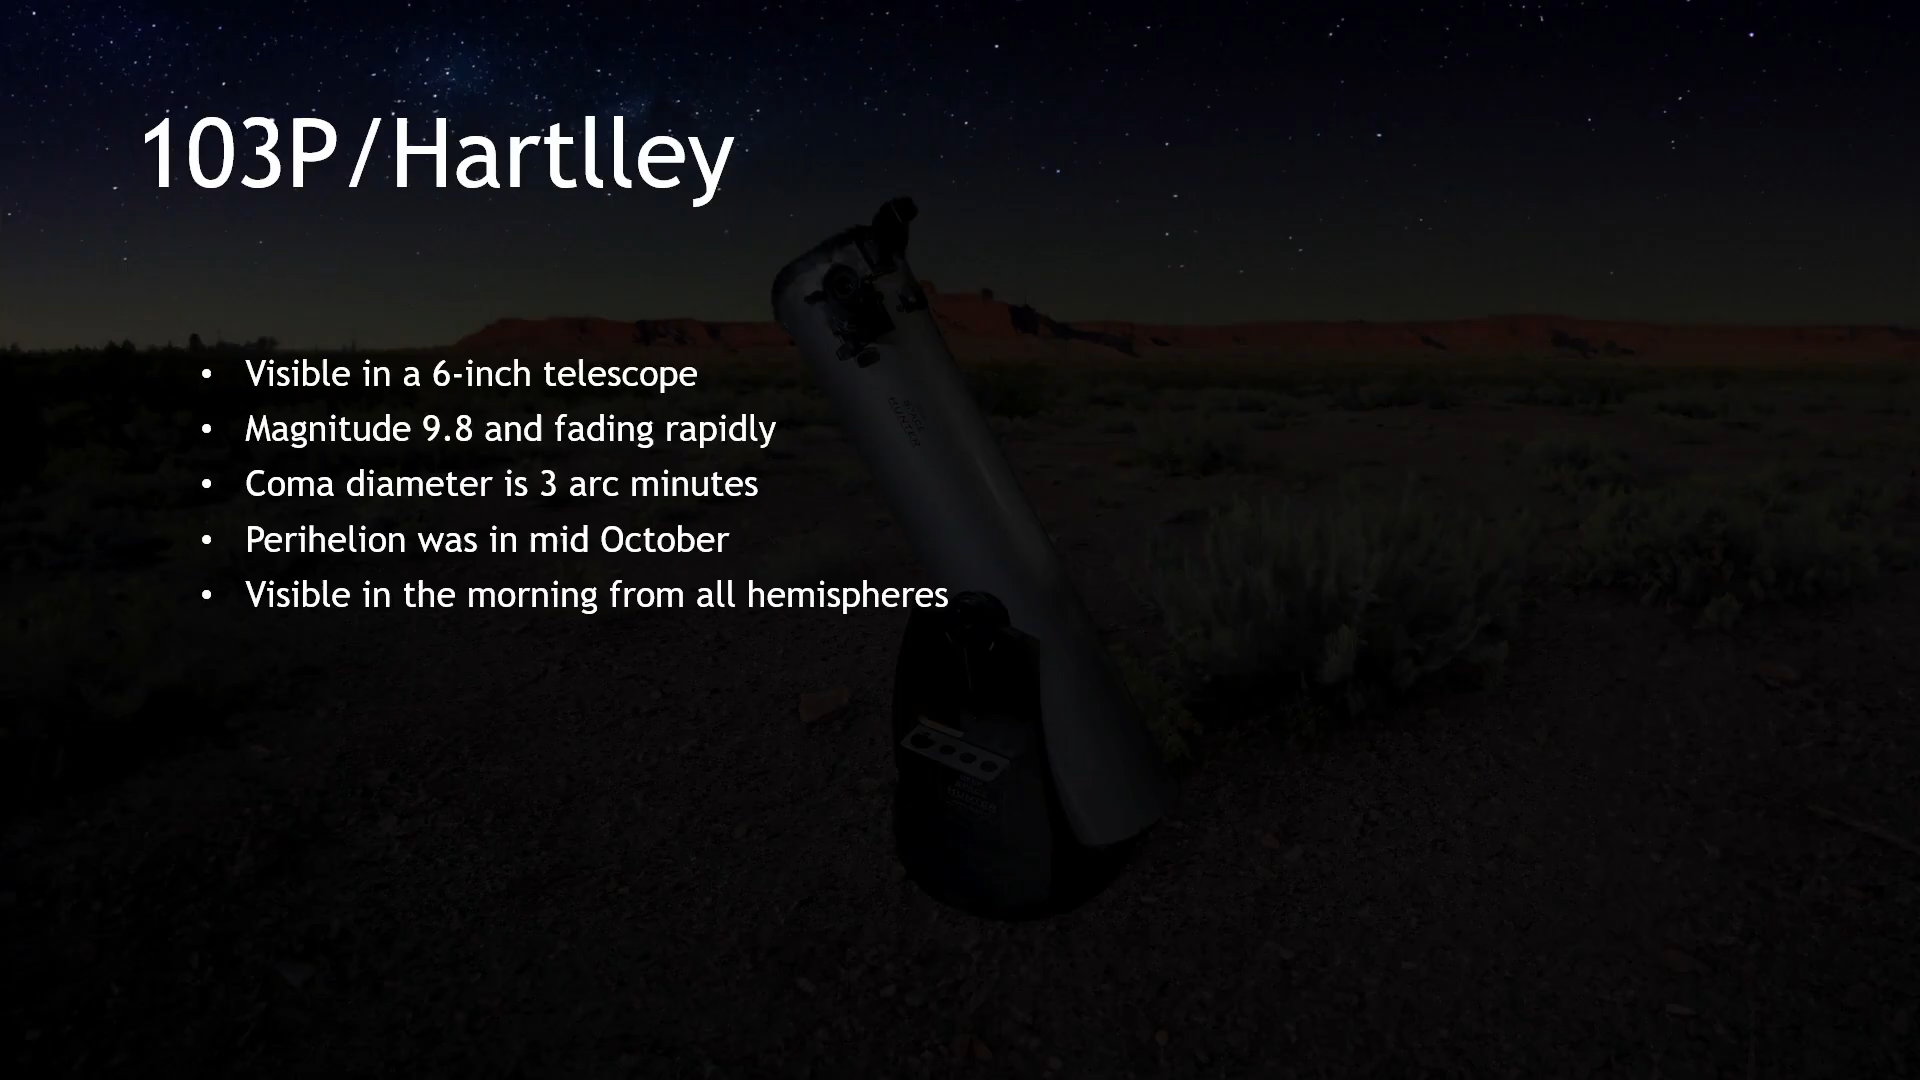 103P/Hartlley
• Visible in a 6-inch telescope
• Magnitude 9.8 and fading rapidly
• Coma diameter is 3 arc minutes
• Perihelion was in mid October
• Visible in the morning from all hemispheres
HUNTER